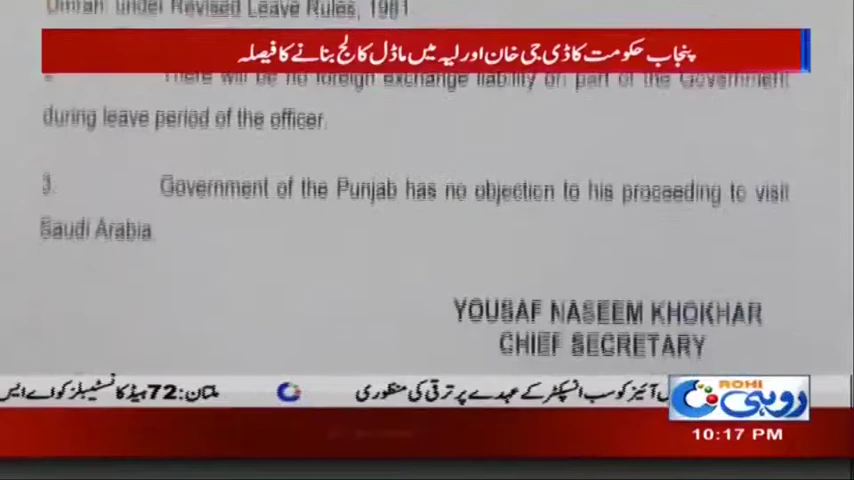 Umrah under Revised Leave Rules, 1981
پنجاب حکومت کا ڈی جی خان اور لیہ میں ماڈل کالج بنانے کا فیصلہ
There will be no foreign exchange liability on part of the Government
during leave period of the officer.
3. Government of the Punjab has no objection to his proceeding to visit
Saudi Arabia.
YOUSAF NASEEM KHOKHAR
CHIEF SECRETARY
آئیز کو سب انسپکٹر کے عہدے پر ترقی کی منظوری ملتان: 72 ہیڈ کانسٹیبلز کو اے ایس
ROHI
روہی
10:17 PM